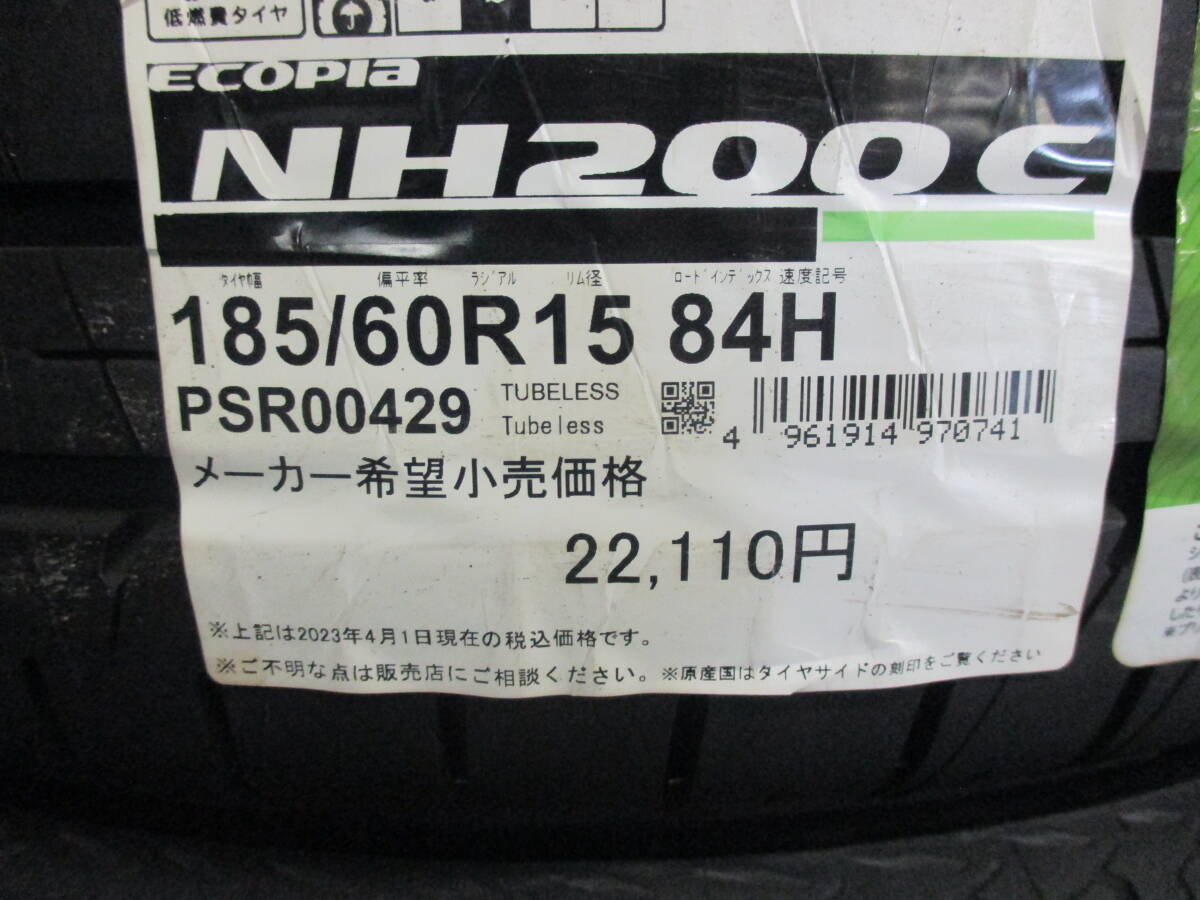 低燃費タイヤ
ECOPIA
NH200 C
タイヤ幅 偏平率 ラジアル リム径 ロードインデックス 速度記号
185/60R15 84H
PSR00429
TUBELESS
Tubeless
4 961914 970741
メーカー希望小売価格
22,110円
※上記は2023年4月1日現在の税込価格です。
※ご不明な点は販売店にご相談ください。※原産国はタイヤサイドの刻印をご覧ください
より
した